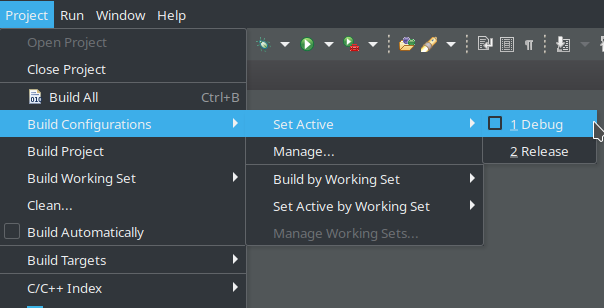 Project Run Window Help
Open Project
Close Project
Build All Ctrl+B
Build Configurations
Build Project
Build Working Set
Clean...
Build Automatically
Build Targets
C/C++ Index
Set Active
Manage...
Build by Working Set
Set Active by Working Set
Manage Working Sets...
1 Debug
2 Release